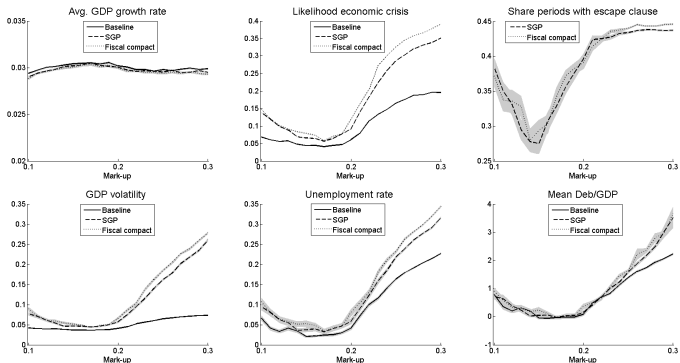 Avg. GDP growth rate
0.035
0.03
0.025
0.02
0.1
0.2
0.3
Mark-up
Baseline
SGP
Fiscal compact
Likelihood economic crisis
0.4
0.35
0.3
0.25
0.2
0.15
0.1
0.05
0
0.1
0.2
0.3
Mark-up
Baseline
SGP
Fiscal compact
Share periods with escape clause
0.45
0.4
0.35
0.3
0.25
0.1
0.2
0.3
Mark-up
SGP
Fiscal compact
GDP volatility
0.35
0.3
0.25
0.2
0.15
0.1
0.05
0
0.1
0.2
0.3
Mark-up
Baseline
SGP
Fiscal compact
Unemployment rate
0.35
0.3
0.25
0.2
0.15
0.1
0.05
0
0.1
0.2
0.3
Mark-up
Baseline
SGP
Fiscal compact
Mean Deb/GDP
4
3
2
1
0
-1
0.1
0.2
0.3
Mark-up
Baseline
SGP
Fiscal compact